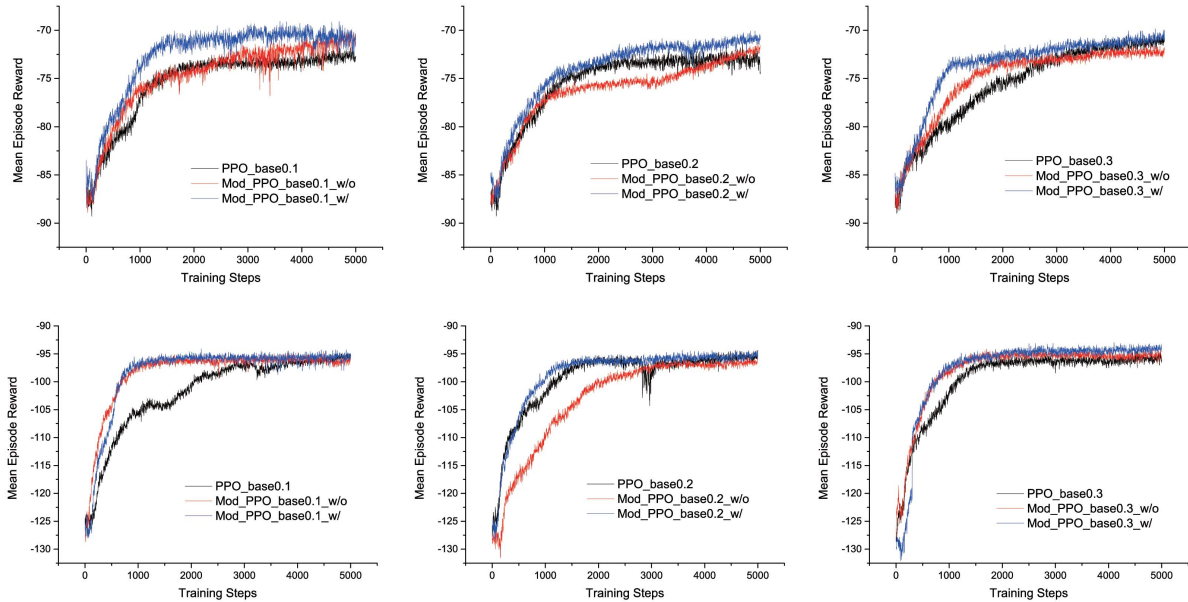 -70
-75
-80
-85
-90
Mean Episode Reward
PPO_base0.1
Mod_PPO_base0.1_w/o
Mod_PPO_base0.1_w/
0 1000 2000 3000 4000 5000
Training Steps
-70
-75
-80
-85
-90
Mean Episode Reward
PPO_base0.2
Mod_PPO_base0.2_w/o
Mod_PPO_base0.2_w/
0 1000 2000 3000 4000 5000
Training Steps
-70
-75
-80
-85
-90
Mean Episode Reward
PPO_base0.3
Mod_PPO_base0.3_w/o
Mod_PPO_base0.3_w/
0 1000 2000 3000 4000 5000
Training Steps
-90
-95
-100
-105
-110
-115
-120
-125
-130
Mean Episode Reward
PPO_base0.1
Mod_PPO_base0.1_w/o
Mod_PPO_base0.1_w/
0 1000 2000 3000 4000 5000
Training Steps
-90
-95
-100
-105
-110
-115
-120
-125
-130
Mean Episode Reward
PPO_base0.2
Mod_PPO_base0.2_w/o
Mod_PPO_base0.2_w/
0 1000 2000 3000 4000 5000
Training Steps
-90
-95
-100
-105
-110
-115
-120
-125
-130
Mean Episode Reward
PPO_base0.3
Mod_PPO_base0.3_w/o
Mod_PPO_base0.3_w/
0 1000 2000 3000 4000 5000
Training Steps